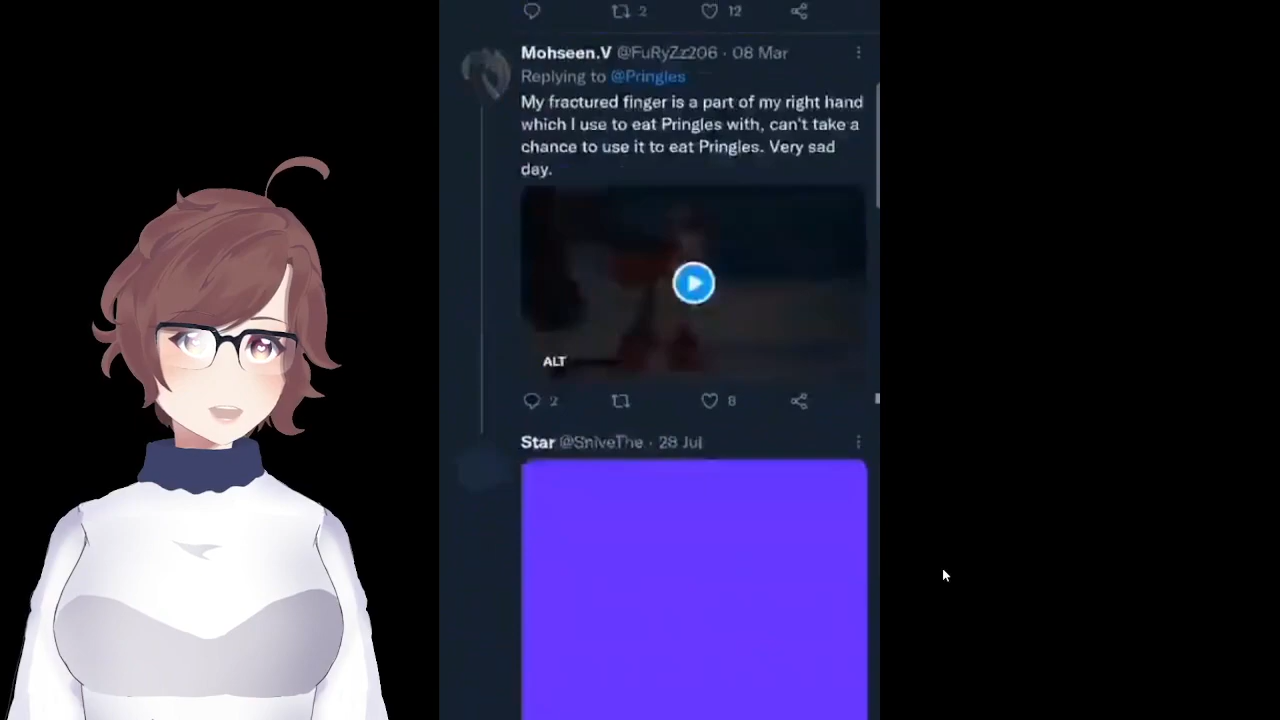 2 12
Mohseen.V @FuRyZz206 · 08 Mar
Replying to @Pringles
My fractured finger is a part of my right hand
which I use to eat Pringles with, can't take a
chance to use it to eat Pringles. Very sad
day.
ALT
2 8
Star @SniveThe · 28 Jul